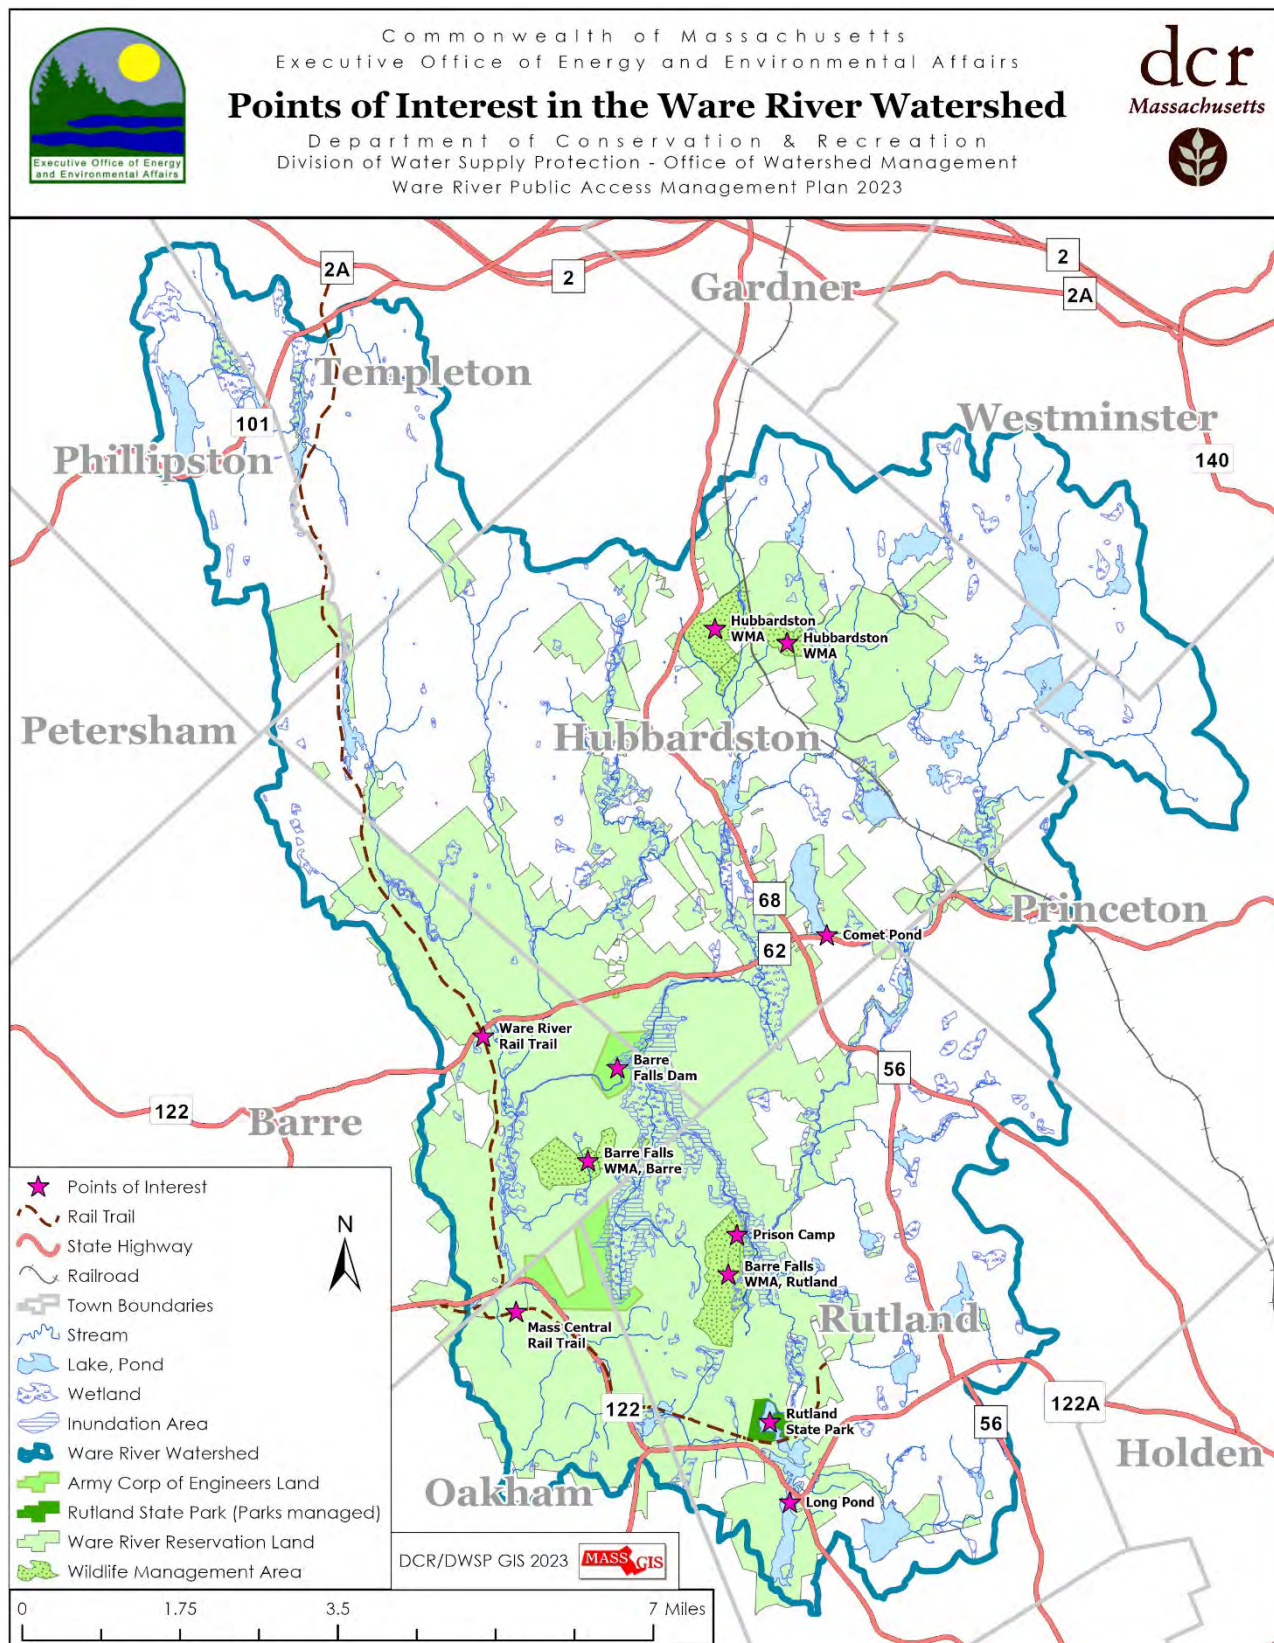 Commonwealth of Massachusetts
Executive Office of Energy and Environmental Affairs
Points of Interest in the Ware River Watershed
Department of Conservation & Recreation
Division of Water Supply Protection - Office of Watershed Management
Ware River Public Access Management Plan 2023
Executive Office of Energy
and Environmental Affairs
dcr
Massachusetts
2A
2
2
Gardner
2A
Templeton
101
Westminster
Phillipston
140
Hubbardston
WMA
Hubbardston
WMA
Petersham
Hubbardston
68
Princeton
Comet Pond
62
Ware River
Rail Trail
Barre
Falls Dam
56
122
Barre
Barre Falls
WMA, Barre
Prison Camp
Barre Falls
WMA, Rutland
Rutland
Mass Central
Rail Trail
122
Rutland
State Park
122A
56
Holden
Oakham
Long Pond
Points of Interest
Rail Trail
State Highway
Railroad
Town Boundaries
Stream
Lake, Pond
Wetland
Inundation Area
Ware River Watershed
Army Corp of Engineers Land
Rutland State Park (Parks managed)
Ware River Reservation Land
Wildlife Management Area
N
DCR/DWSP GIS 2023
MASS GIS
0 1.75 3.5 7 Miles